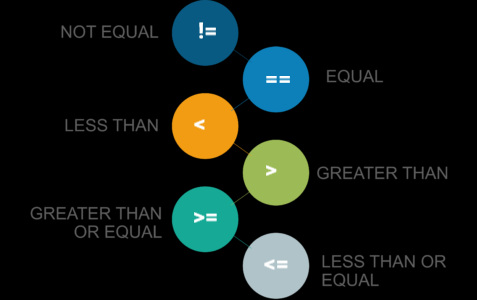 NOT EQUAL
!=
==
EQUAL
LESS THAN
<
>
GREATER THAN
GREATER THAN
OR EQUAL
>=
<=
LESS THAN OR
EQUAL